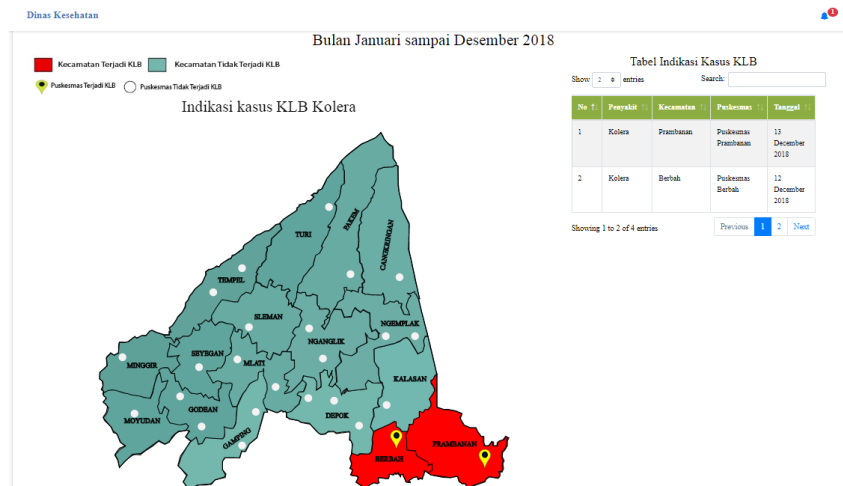 Dinas Kesehatan
1
Bulan Januari sampai Desember 2018
Kecamatan Terjadi KLB
Kecamatan Tidak Terjadi KLB
Puskesmas Terjadi KLB
Puskesmas Tidak Terjadi KLB
Indikasi kasus KLB Kolera
TURI
PAKEM
CANGKRINGAN
TEMPEL
SLEMAN
NGEMPLAK
NGANGLIK
SEYEGAN
MLATI
MINGGIR
KALASAN
GODEAN
DEPOK
MOYUDAN
GAMPING
PRAMBANAN
BERBAH
Tabel Indikasi Kasus KLB
Show 2 entries
Search:
No Penyakit Kecamatan Puskesmas Tanggal
1 Kolera Prambanan Puskesmas Prambanan 13 December 2018
2 Kolera Berbah Puskesmas Berbah 12 December 2018
Showing 1 to 2 of 4 entries
Previous 1 2 Next